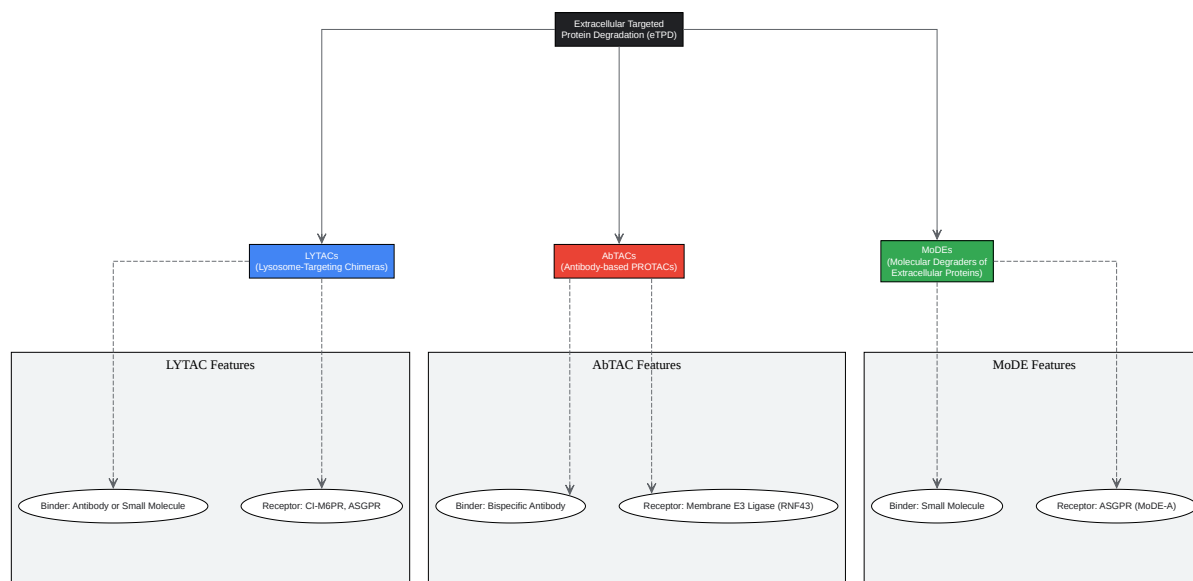 Extracellular Targeted
Protein Degradation (eTPD)
LYTACs
(Lysosome-Targeting Chimeras)
AbTACs
(Antibody-based PROTACs)
MoDEs
(Molecular Degraders of
Extracellular Proteins)
LYTAC Features
AbTAC Features
MoDE Features
Binder: Antibody or Small Molecule
Receptor: CI-M6PR, ASGPR
Binder: Bispecific Antibody
Receptor: Membrane E3 Ligase (RNF43)
Binder: Small Molecule
Receptor: ASGPR (MoDE-A)